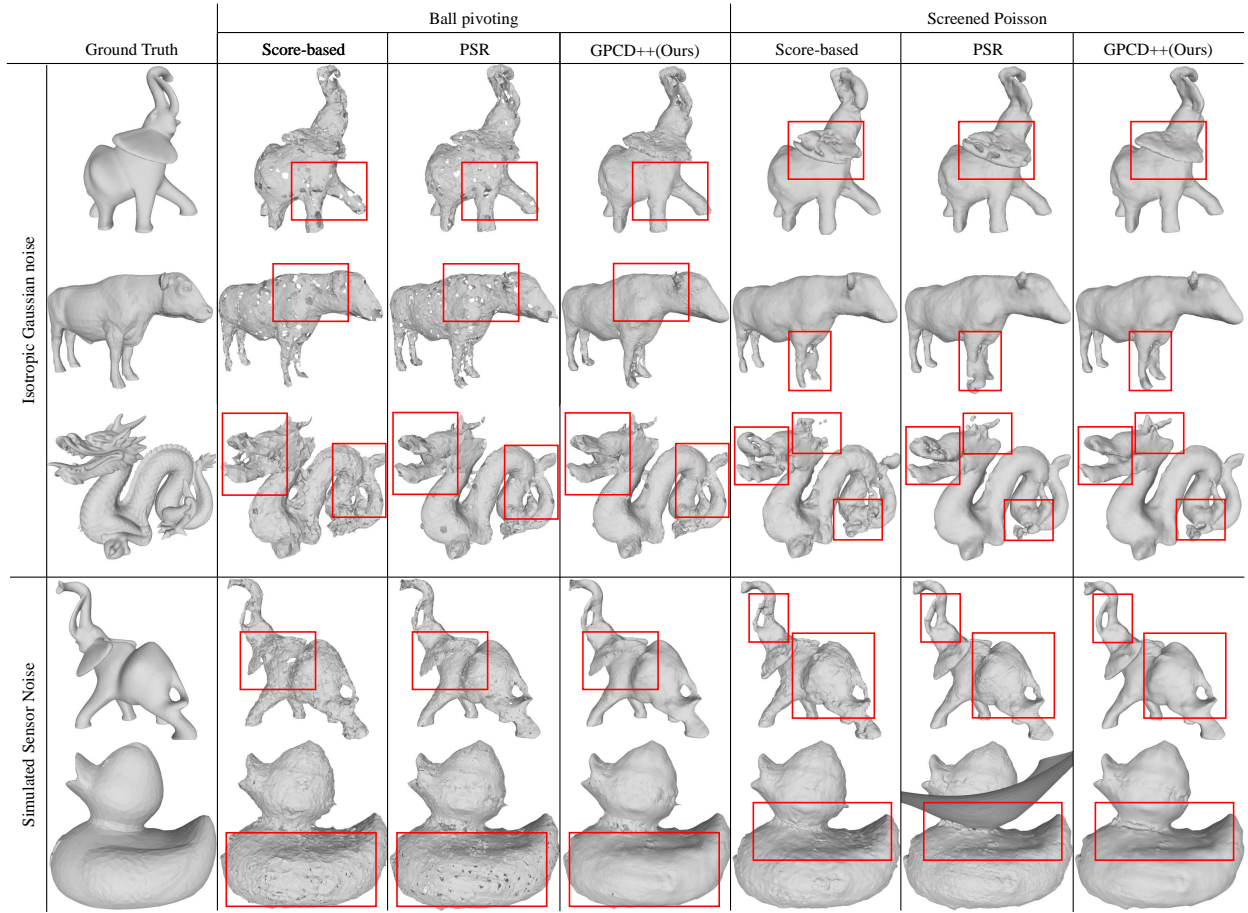 Ball pivoting Screened Poisson
Ground Truth Score-based PSR GPCD++(Ours) Score-based PSR GPCD++(Ours)
Isotropic Gaussian noise
Simulated Sensor Noise